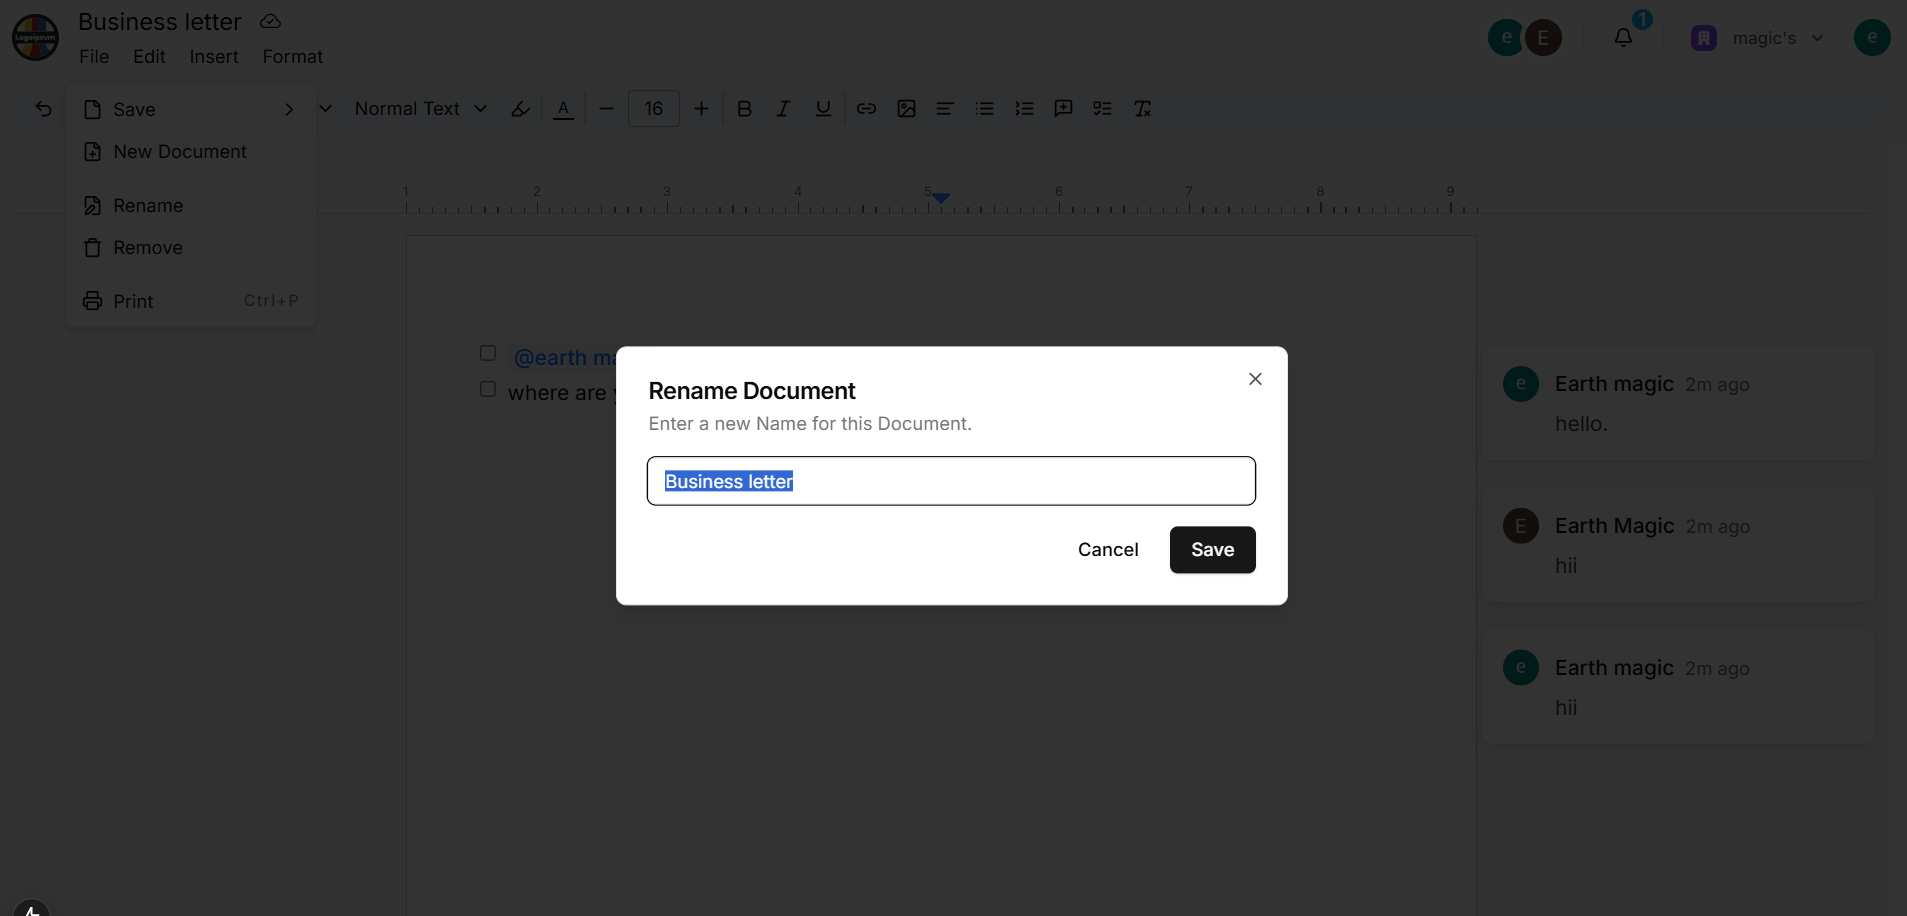 Business letter
Logoipsum
File Edit Insert Format
e E 1 magic's e
Save
Normal Text A 16 B I U
New Document
Rename
Remove
Print Ctrl+P
1 2 3 4 5 6 7 8 9
@earth
where are
Rename Document
Enter a new Name for this Document.
Business letter
Cancel Save
e Earth magic 2m ago
hello.
E Earth Magic 2m ago
hii
e Earth magic 2m ago
hii